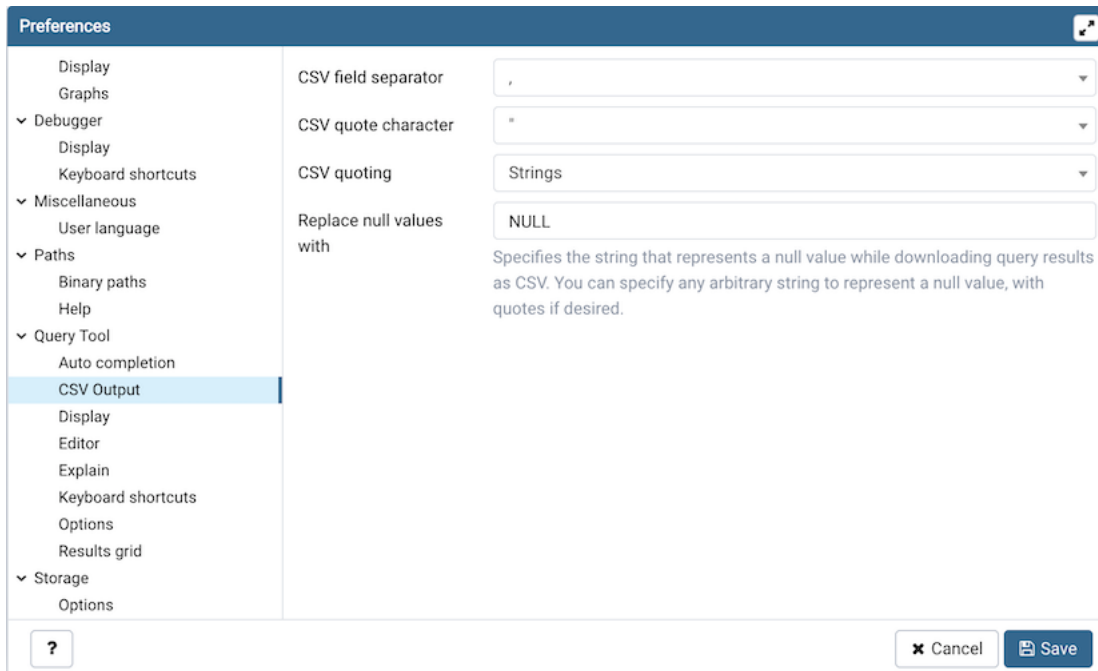 Preferences
Display
Graphs
Debugger
Display
Keyboard shortcuts
Miscellaneous
User language
Paths
Binary paths
Help
Query Tool
Auto completion
CSV Output
Display
Editor
Explain
Keyboard shortcuts
Options
Results grid
Storage
Options
CSV field separator ,
CSV quote character "
CSV quoting Strings
Replace null values NULL
with
Specifies the string that represents a null value while downloading query results
as CSV. You can specify any arbitrary string to represent a null value, with
quotes if desired.
? Cancel Save